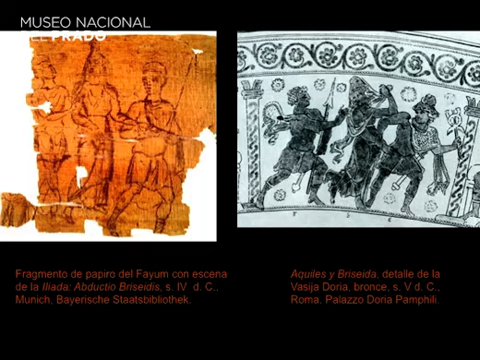 MUSEO NACIONAL
DEL PRADO
Fragmento de papiro del Fayum con escena
de la Iliada: Abductio Briseidis, s. IV d. C.,
Munich, Bayerische Staatsbibliothek.
Aquiles y Briseida, detalle de la
Vasija Doria, bronce, s. V d. C.,
Roma. Palazzo Doria Pamphili.